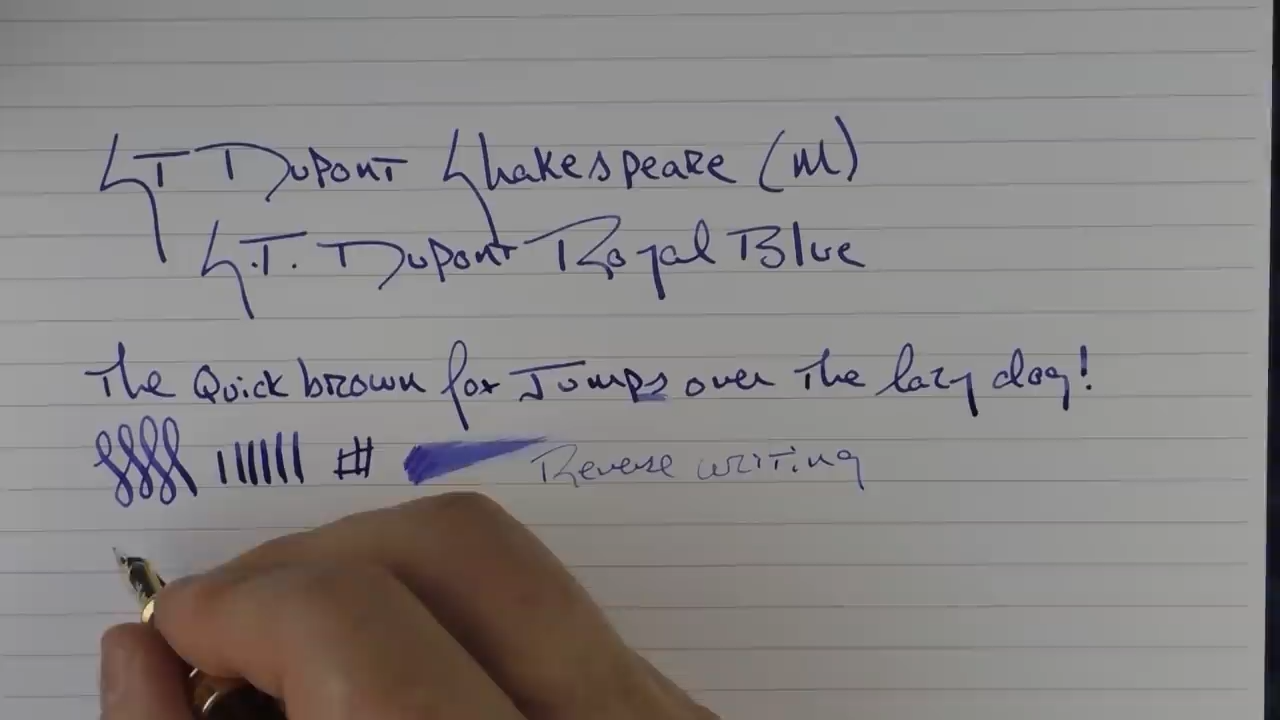 ST Dupont Shakespeare (M)
S.T. Dupont Royal Blue
The Quick brown fox Jumps over The lazy dog!
# Reverse writing